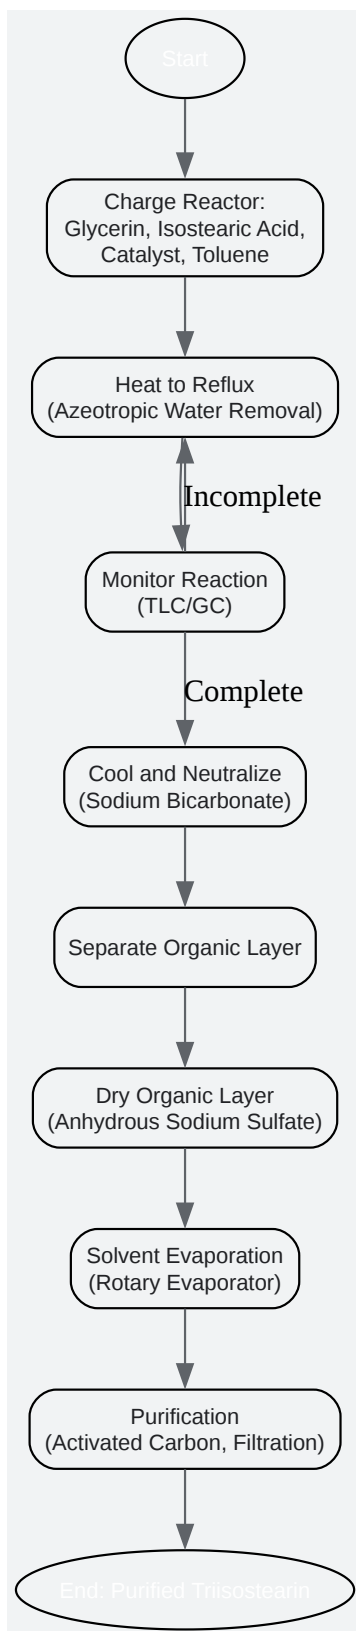 Start
Charge Reactor:
Glycerin, Isostearic Acid,
Catalyst, Toluene
Heat to Reflux
(Azeotropic Water Removal)
Incomplete
Monitor Reaction
(TLC/GC)
Complete
Cool and Neutralize
(Sodium Bicarbonate)
Separate Organic Layer
Dry Organic Layer
(Anhydrous Sodium Sulfate)
Solvent Evaporation
(Rotary Evaporator)
Purification
(Activated Carbon, Filtration)
End: Purified Triisostearin